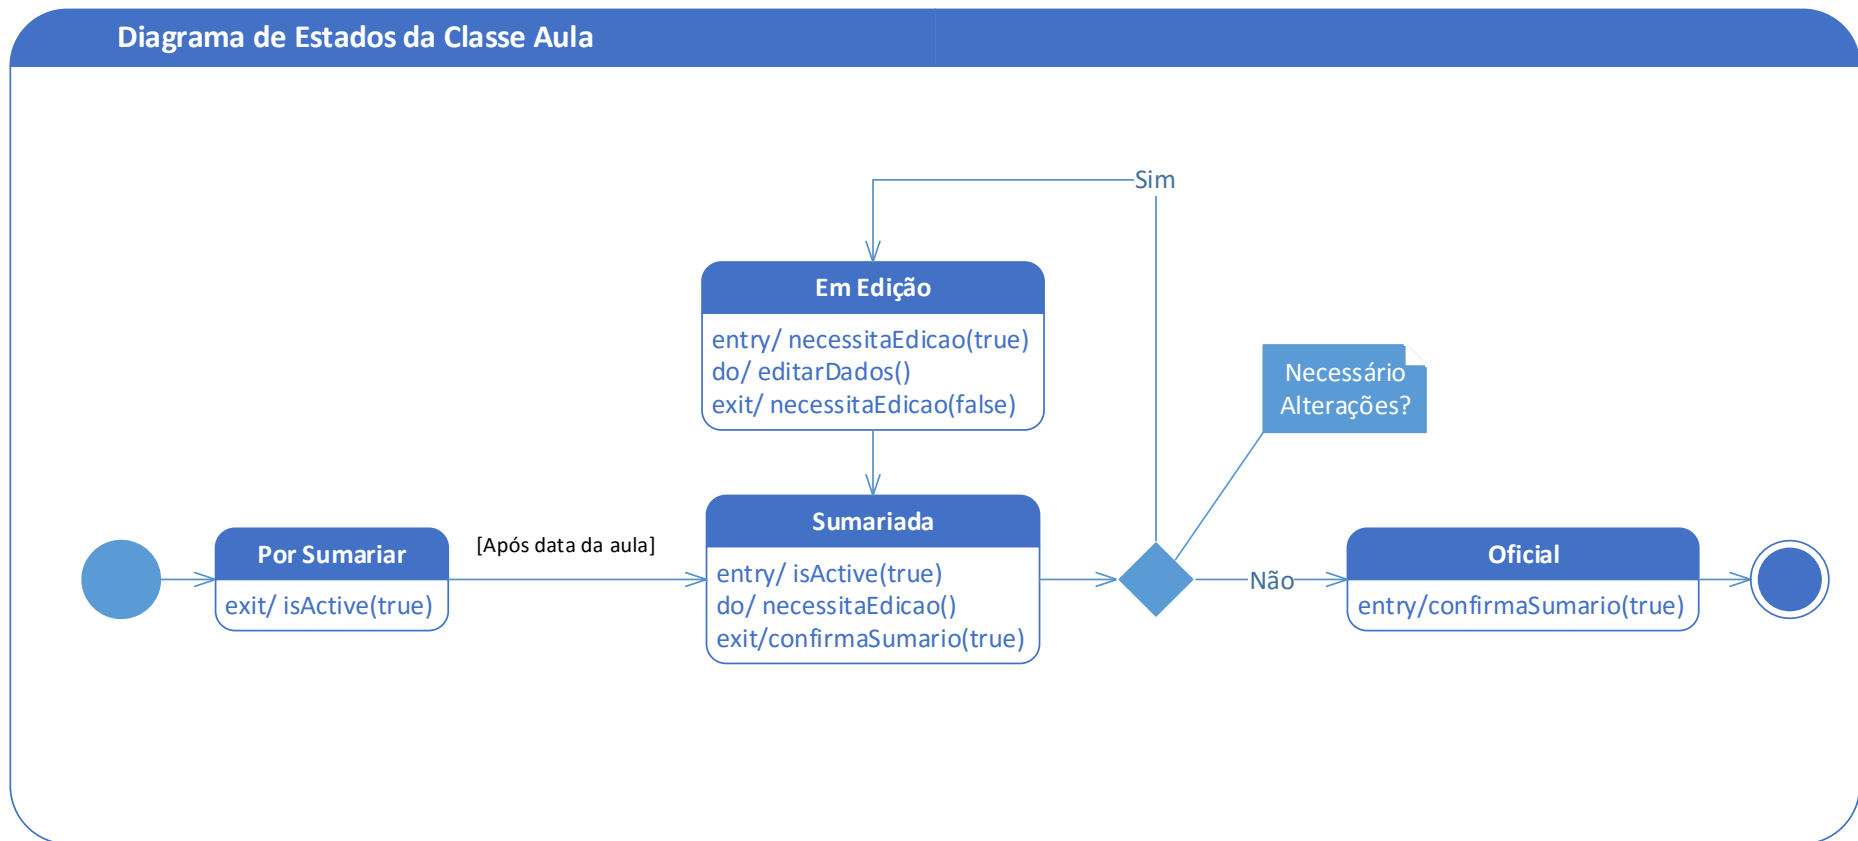 Diagrama de Estados da Classe Aula
Sim
Em Edição
entry/ necessitaEdicao(true)
do/ editarDados()
exit/ necessitaEdicao(false)
Necessário
Alterações?
Por Sumariar
exit/ isActive(true)
[Após data da aula]
Sumariada
entry/ isActive(true)
do/ necessitaEdicao()
exit/confirmaSumario(true)
Não
Oficial
entry/confirmaSumario(true)